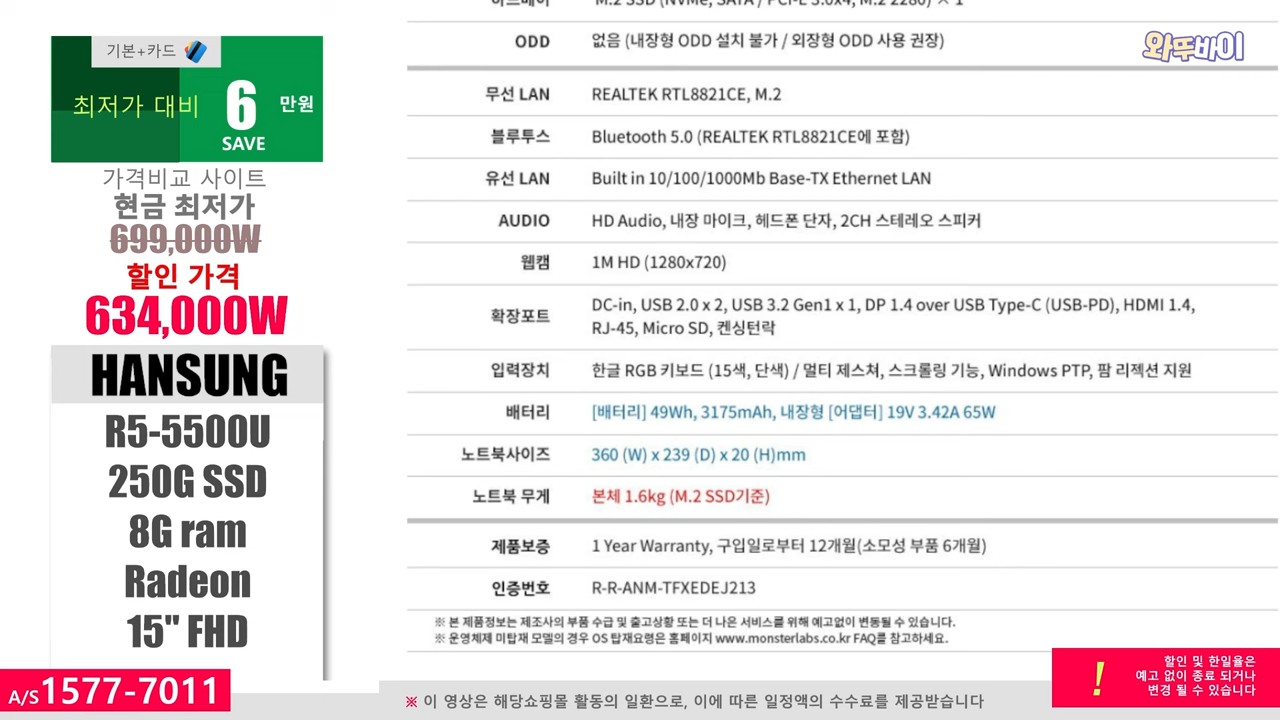 기본+카드
최저가 대비 6 만원
SAVE
가격비교 사이트
현금 최저가
699,000W
할인 가격
634,000W
HANSUNG
R5-5500U
250G SSD
8G ram
Radeon
15" FHD
A/S 1577-7011
하드베이 M.2 SSD (NVMe, SATA / PCI-E 3.0x4, M.2 2280) × 1
ODD 없음 (내장형 ODD 설치 불가 / 외장형 ODD 사용 권장)
와뚜바이
무선 LAN REALTEK RTL8821CE, M.2
블루투스 Bluetooth 5.0 (REALTEK RTL8821CE에 포함)
유선 LAN Built in 10/100/1000Mb Base-TX Ethernet LAN
AUDIO HD Audio, 내장 마이크, 헤드폰 단자, 2CH 스테레오 스피커
웹캠 1M HD (1280x720)
확장포트 DC-in, USB 2.0 x 2, USB 3.2 Gen1 x 1, DP 1.4 over USB Type-C (USB-PD), HDMI 1.4,
RJ-45, Micro SD, 켄싱턴락
입력장치 한글 RGB 키보드 (15색, 단색) / 멀티 제스쳐, 스크롤링 기능, Windows PTP, 팜 리젝션 지원
배터리 [배터리] 49Wh, 3175mAh, 내장형 [어댑터] 19V 3.42A 65W
노트북사이즈 360 (W) x 239 (D) x 20 (H)mm
노트북 무게 본체 1.6kg (M.2 SSD기준)
제품보증 1 Year Warranty, 구입일로부터 12개월(소모성 부품 6개월)
인증번호 R-R-ANM-TFXEDEJ213
※ 본 제품정보는 제조사의 부품 수급 및 출고상황 또는 더 나은 서비스를 위해 예고없이 변동될 수 있습니다.
※ 운영체제 미탑재 모델의 경우 OS 탑재요령은 홈페이지 www.monsterlabs.co.kr FAQ를 참고하세요.
! 할인 및 한일율은
예고 없이 종료 되거나
변경 될 수 있습니다
※ 이 영상은 해당쇼핑몰 활동의 일환으로, 이에 따른 일정액의 수수료를 제공받습니다